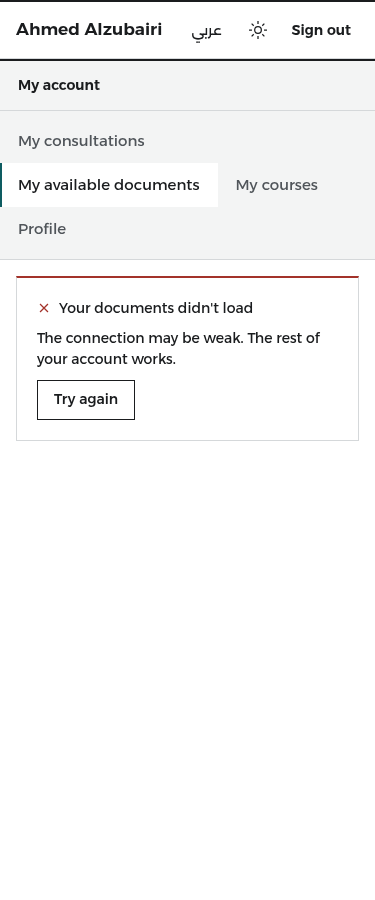 Ahmed Alzubairi
عربي
Sign out
My account
My consultations
My available documents
My courses
Profile
Your documents didn't load
The connection may be weak. The rest of
your account works.
Try again